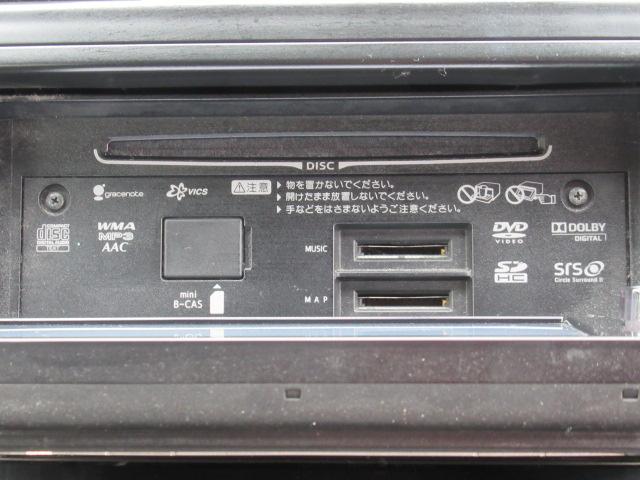 DISC
gracenote
VICS
注意
物を置かないでください。
開けたまま放置しないでください。
手などをはさまないようご注意ください。
COMPACT
disc
DIGITAL AUDIO
TEXT
WMA
MP3
AAC
MUSIC
DVD
VIDEO
DOLBY
DIGITAL
mini
B-CAS
MAP
SD
HC
SRS
Circle Surround II